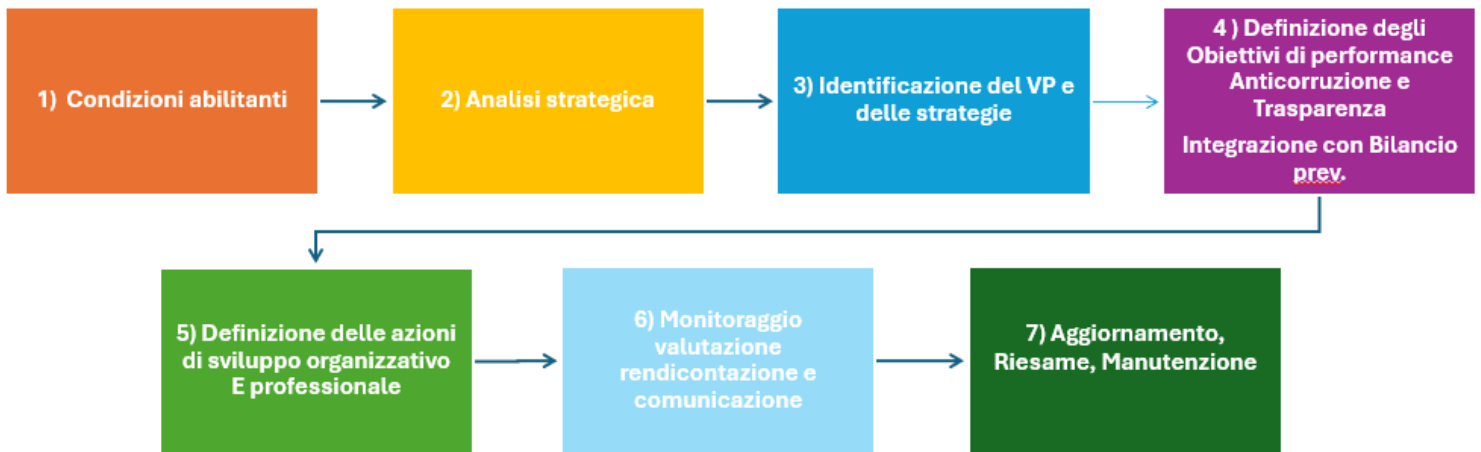 1) Condizioni abilitanti
2) Analisi strategica
3) Identificazione del VP e
delle strategie
4 ) Definizione degli
Obiettivi di performance
Anticorruzione e
Trasparenza
Integrazione con Bilancio
prev.
5) Definizione delle azioni
di sviluppo organizzativo
E professionale
6) Monitoraggio
valutazione
rendicontazione e
comunicazione
7) Aggiornamento,
Riesame, Manutenzione